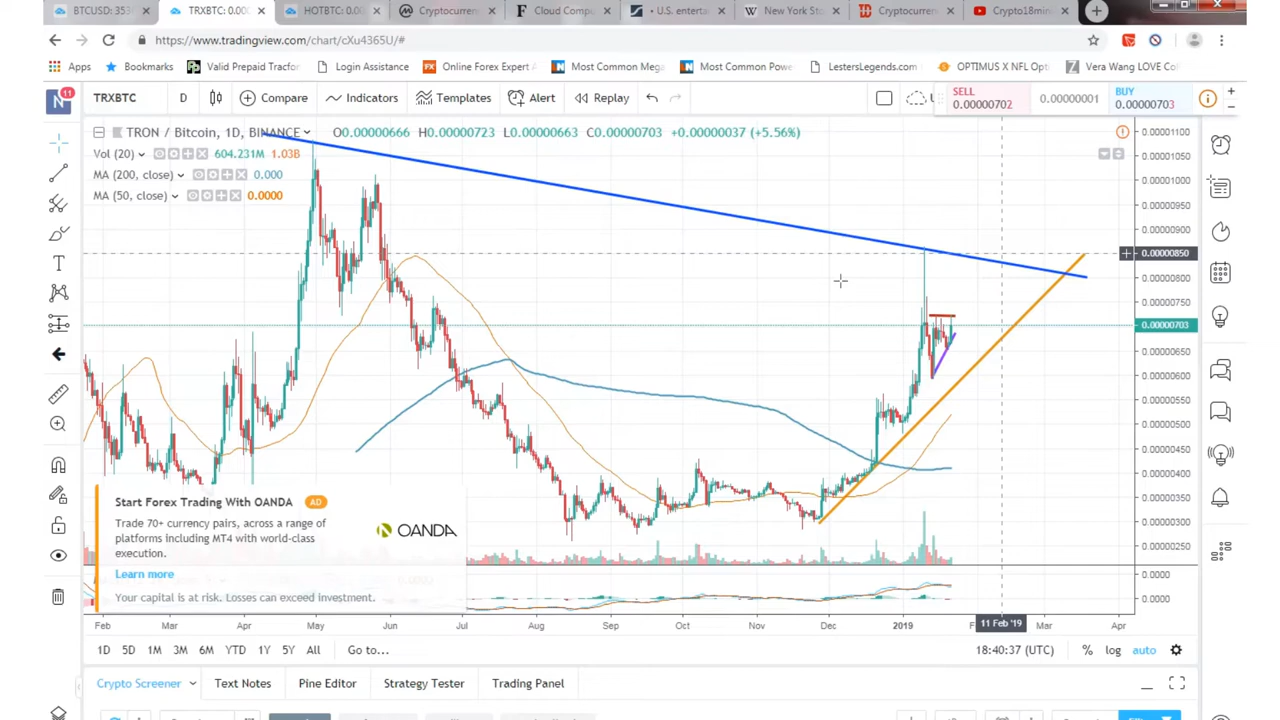 BTCUSD: 353
TRXBTC: 0.00
HOTBTC: 0.00
Cryptocurren
Cloud Compu
• U.S. enterta
New York Sto
Cryptocurren
Crypto18mini
https://www.tradingview.com/chart/cXu4365U/#
Apps
Bookmarks
Valid Prepaid Tracfor
Login Assistance
Online Forex Expert A
Most Common Mega
Most Common Powe
LestersLegends.com
OPTIMUS X NFL Opti
Vera Wang LOVE Col
N 11
TRXBTC
D
Compare
Indicators
Templates
Alert
Replay
SELL
0.00000702
0.00000001
BUY
0.00000703
TRON / Bitcoin, 1D, BINANCE O0.00000666 H0.00000723 L0.00000663 C0.00000703 +0.00000037 (+5.56%)
Vol (20) 604.231M 1.03B
MA (200, close) 0.000
MA (50, close) 0.0000
0.00001100
0.00001050
0.00001000
0.00000950
0.00000900
0.00000850
0.00000800
0.00000750
0.00000703
0.00000650
0.00000600
0.00000550
0.00000500
0.00000450
0.00000400
0.00000350
0.00000300
0.00000250
0.0000
0.0000
Start Forex Trading With OANDA AD
Trade 70+ currency pairs, across a range of
platforms including MT4 with world-class
execution.
OANDA
Learn more
Your capital is at risk. Losses can exceed investment.
Feb Mar Apr May Jun Jul Aug Sep Oct Nov Dec 2019 11 Feb '19 Mar Apr
1D 5D 1M 3M 6M YTD 1Y 5Y All Go to... 18:40:37 (UTC) % log auto
Crypto Screener Text Notes Pine Editor Strategy Tester Trading Panel